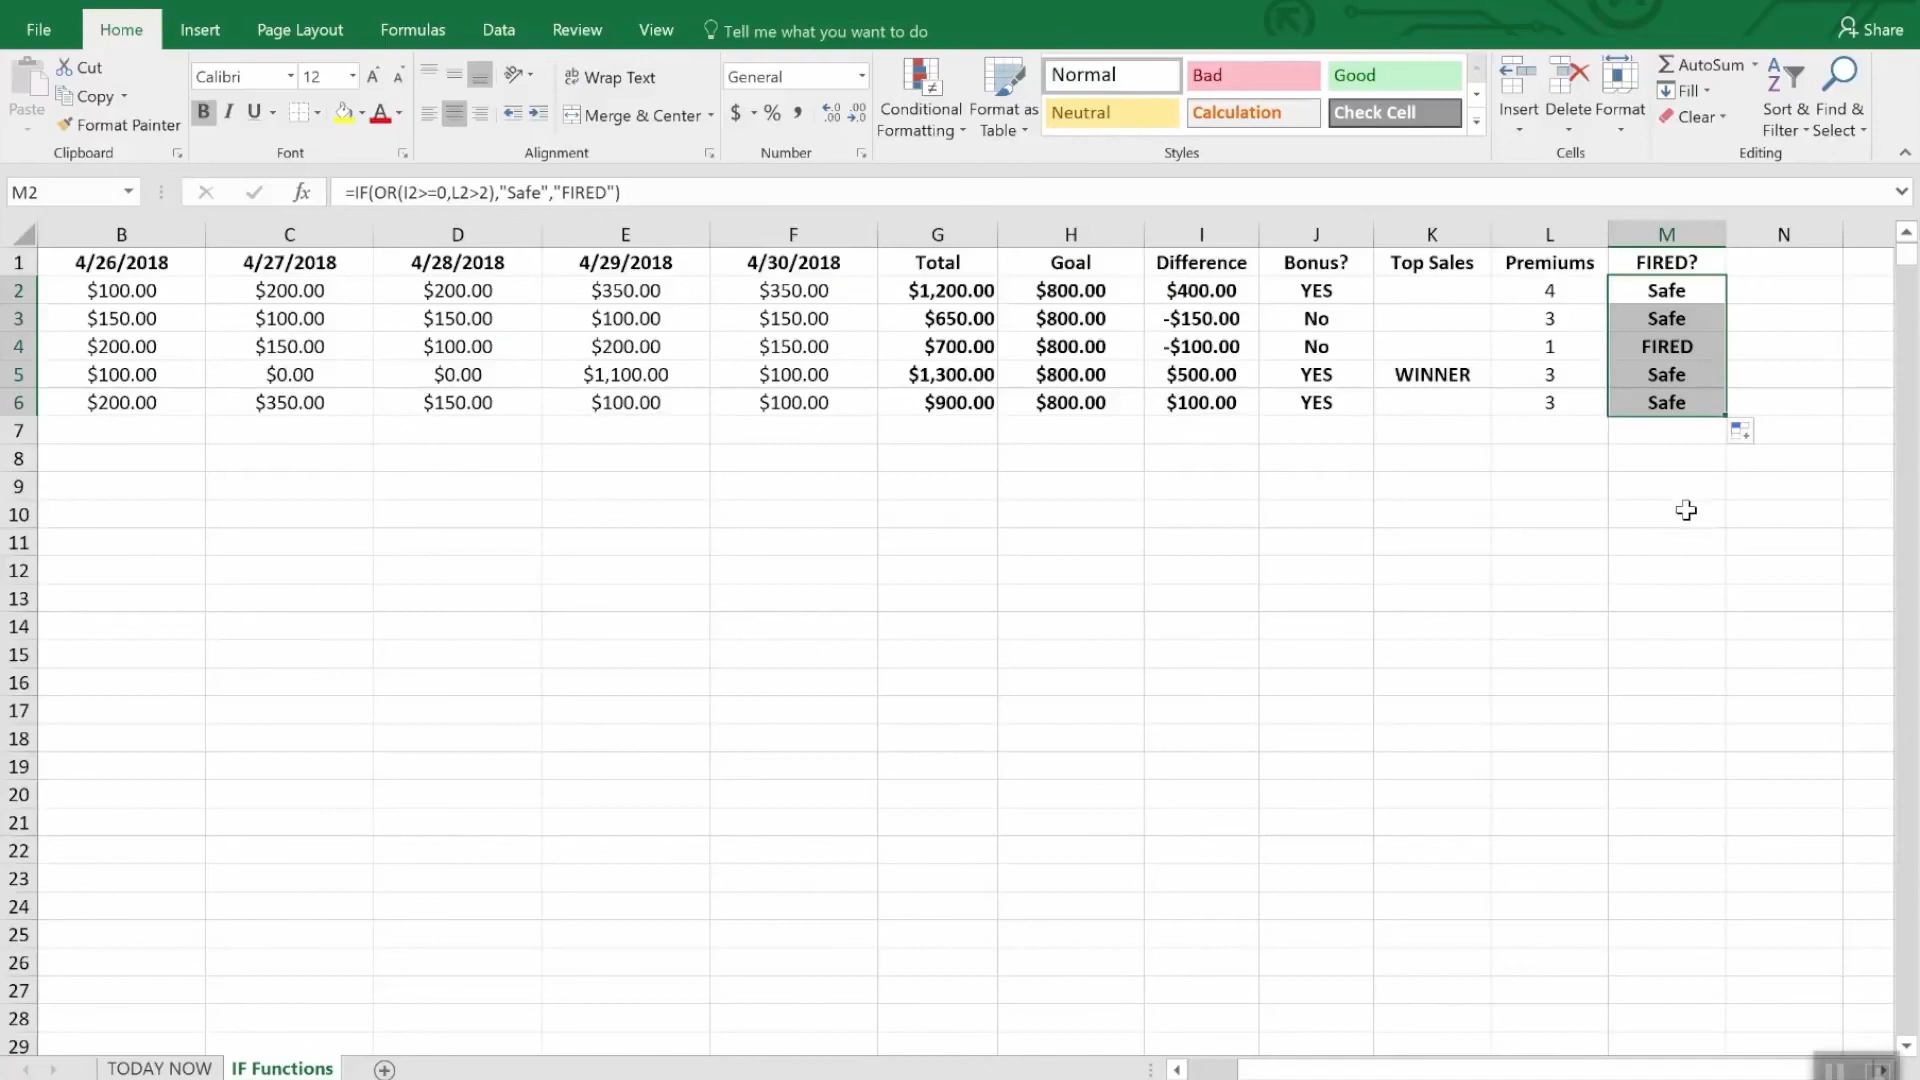 File Home Insert Page Layout Formulas Data Review View Tell me what you want to do Share
Paste Cut Copy Format Painter Clipboard
Calibri 12 A A B I U A Font
Wrap Text Merge & Center Alignment
General $ % , .00 .00 Number
Conditional Formatting Format as Table
Normal Bad Good
Neutral Calculation Check Cell
Styles
Insert Delete Format Cells
AutoSum Fill Clear Sort & Filter Find & Select Editing
M2 fx =IF(OR(I2>=0,L2>2),"Safe","FIRED")
B C D E F G H I J K L M N
1 4/26/2018 4/27/2018 4/28/2018 4/29/2018 4/30/2018 Total Goal Difference Bonus? Top Sales Premiums FIRED?
2 $100.00 $200.00 $200.00 $350.00 $350.00 $1,200.00 $800.00 $400.00 YES 4 Safe
3 $150.00 $100.00 $150.00 $100.00 $150.00 $650.00 $800.00 -$150.00 No 3 Safe
4 $200.00 $150.00 $100.00 $200.00 $150.00 $700.00 $800.00 -$100.00 No 1 FIRED
5 $100.00 $0.00 $0.00 $1,100.00 $100.00 $1,300.00 $800.00 $500.00 YES WINNER 3 Safe
6 $200.00 $350.00 $150.00 $100.00 $100.00 $900.00 $800.00 $100.00 YES 3 Safe
7
8
9
10
11
12
13
14
15
16
17
18
19
20
21
22
23
24
25
26
27
28
29
TODAY NOW IF Functions